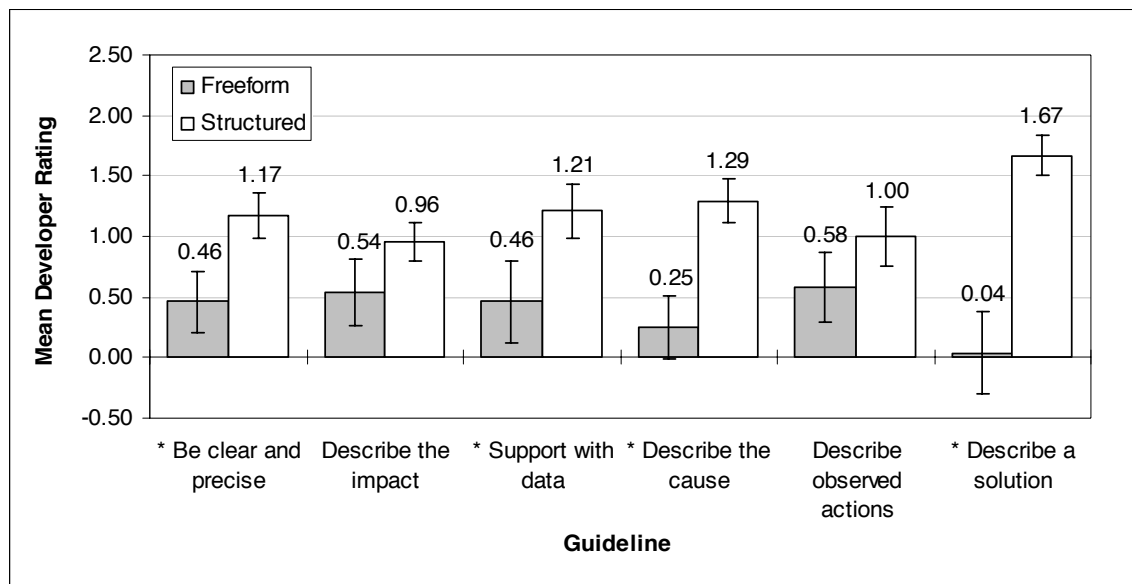 2.50
2.00
1.50
1.00
0.50
0.00
-0.50
Mean Developer Rating
Freeform
Structured
0.46
1.17
0.54
0.96
0.46
1.21
0.25
1.29
0.58
1.00
0.04
1.67
* Be clear and
precise
Describe the
impact
* Support with
data
* Describe the
cause
Describe
observed
actions
* Describe a
solution
Guideline